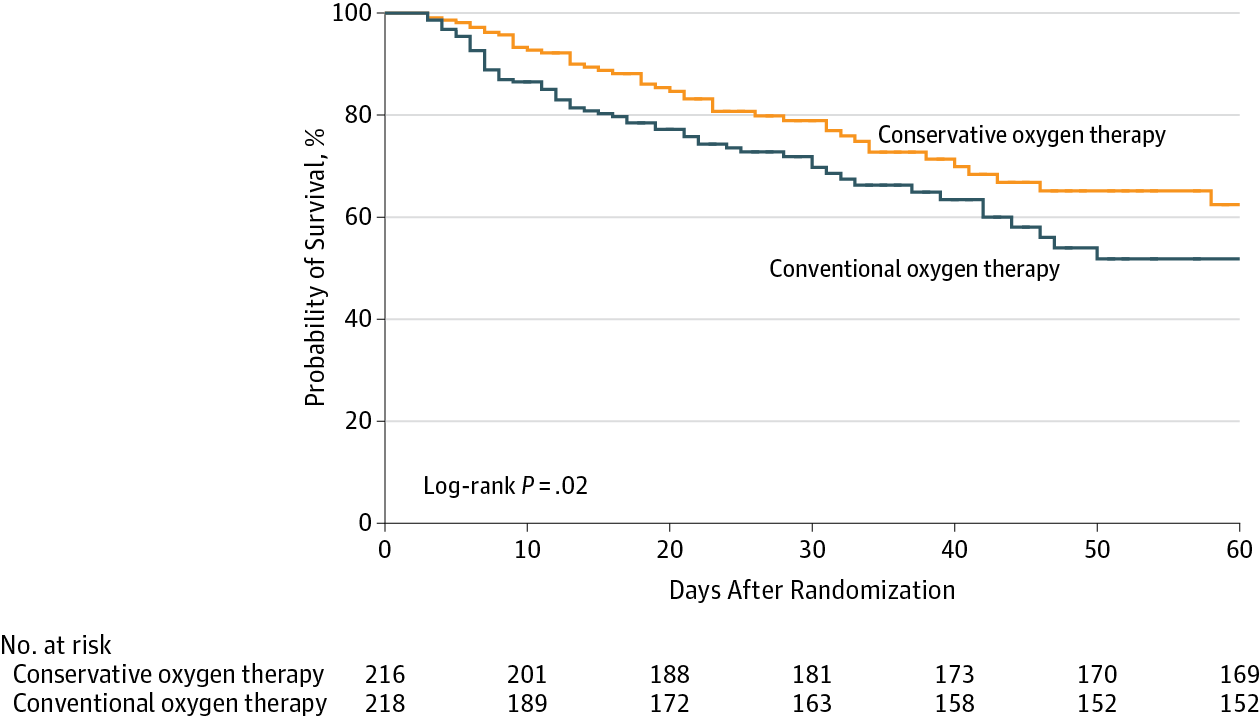 100
80
60
40
20
0
Probability of Survival, %
Conservative oxygen therapy
Conventional oxygen therapy
Log-rank P = .02
0 10 20 30 40 50 60
Days After Randomization
No. at risk
Conservative oxygen therapy 216 201 188 181 173 170 169
Conventional oxygen therapy 218 189 172 163 158 152 152